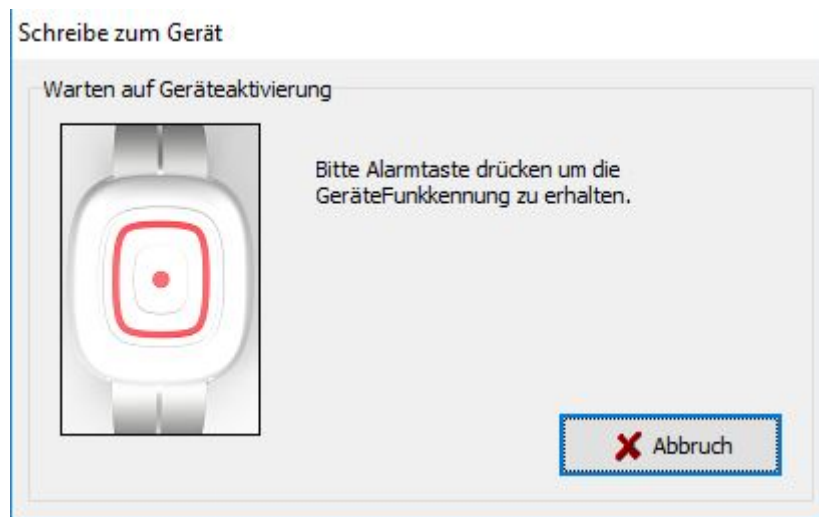 Schreibe zum Gerät
Warten auf Geräteaktivierung
Bitte Alarmtaste drücken um die
GeräteFunkkennung zu erhalten.
Abbruch